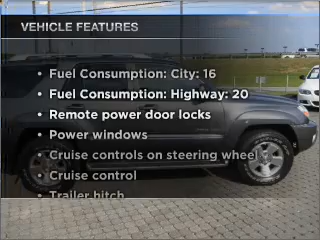 VEHICLE FEATURES
• Fuel Consumption: City: 16
• Fuel Consumption: Highway: 20
• Remote power door locks
• Power windows
• Cruise controls on steering wheel
• Cruise control
• Trailer hitch